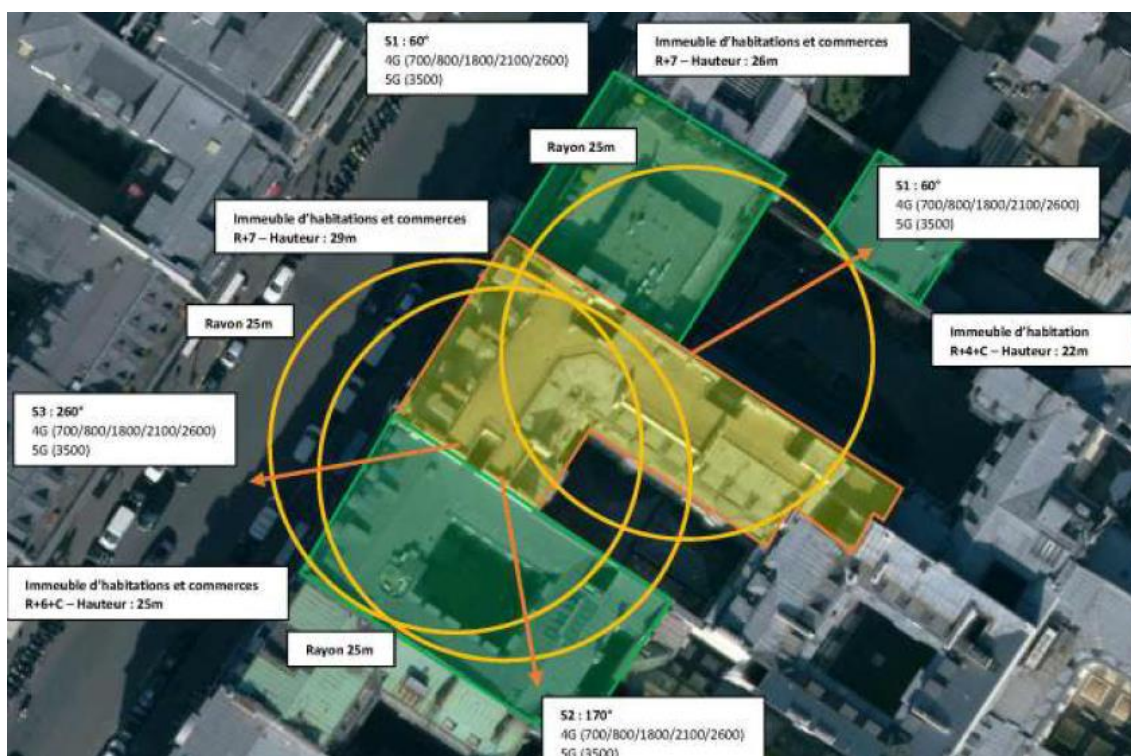 S1 : 60°
4G (700/800/1800/2100/2600)
5G (3500)
Immeuble d'habitations et commerces
R+7 – Hauteur : 26m
Rayon 25m
S1 : 60°
4G (700/800/1800/2100/2600)
5G (3500)
Immeuble d'habitations et commerces
R+7 – Hauteur : 29m
Rayon 25m
Immeuble d'habitation
R+4+C – Hauteur : 22m
S3 : 260°
4G (700/800/1800/2100/2600)
5G (3500)
Immeuble d'habitations et commerces
R+6+C – Hauteur : 25m
Rayon 25m
S2 : 170°
4G (700/800/1800/2100/2600)
5G (3500)